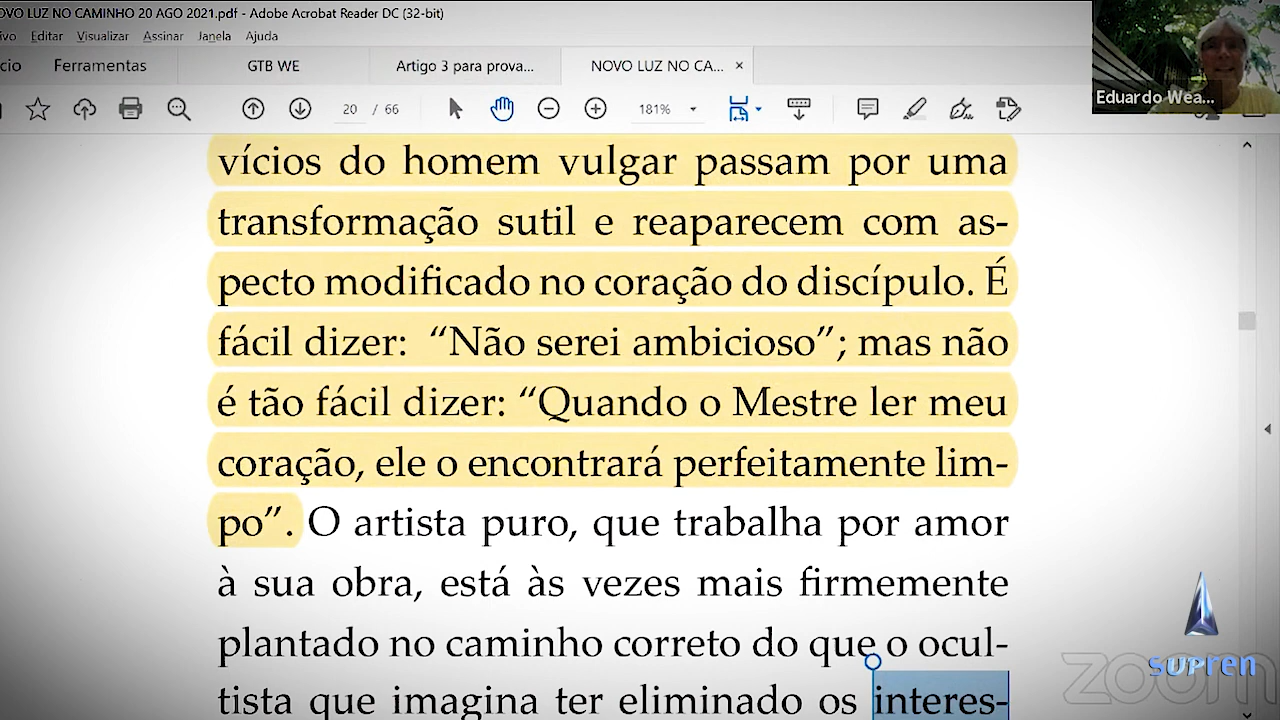 OVO LUZ NO CAMINHO 20 AGO 2021.pdf - Adobe Acrobat Reader DC (32-bit)
ivo Editar Visualizar Assinar Janela Ajuda
cio Ferramentas GTB WE Artigo 3 para prova... NOVO LUZ NO CA... ×
20 / 66 181%
Eduardo Wea...
vícios do homem vulgar passam por uma
transformação sutil e reaparecem com as-
pecto modificado no coração do discípulo. É
fácil dizer: “Não serei ambicioso”; mas não
é tão fácil dizer: “Quando o Mestre ler meu
coração, ele o encontrará perfeitamente lim-
po”. O artista puro, que trabalha por amor
à sua obra, está às vezes mais firmemente
plantado no caminho correto do que o ocul-
tista que imagina ter eliminado os interes-
zoom
supren